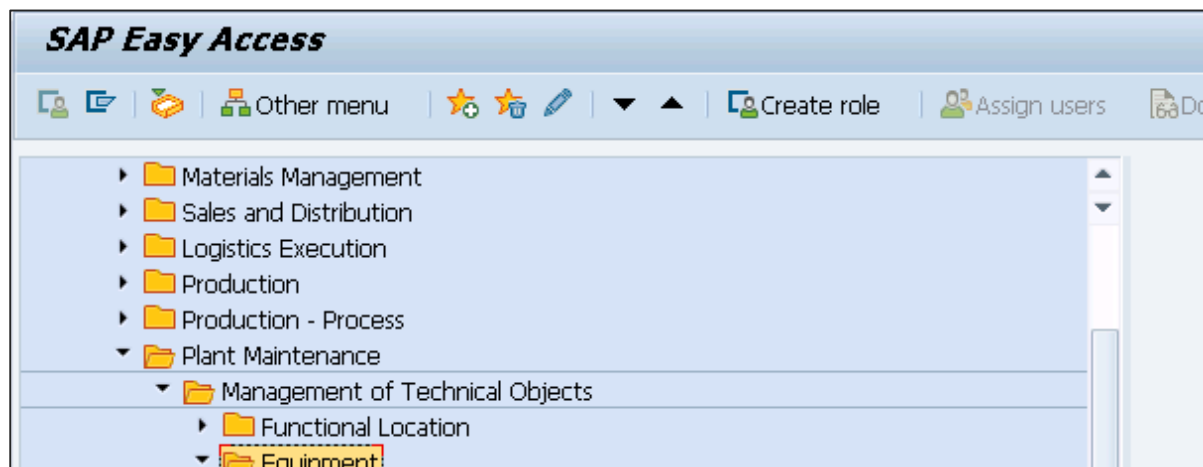 SAP Easy Access
Other menu Create role Assign users Do
Materials Management
Sales and Distribution
Logistics Execution
Production
Production - Process
Plant Maintenance
Management of Technical Objects
Functional Location
Equipment